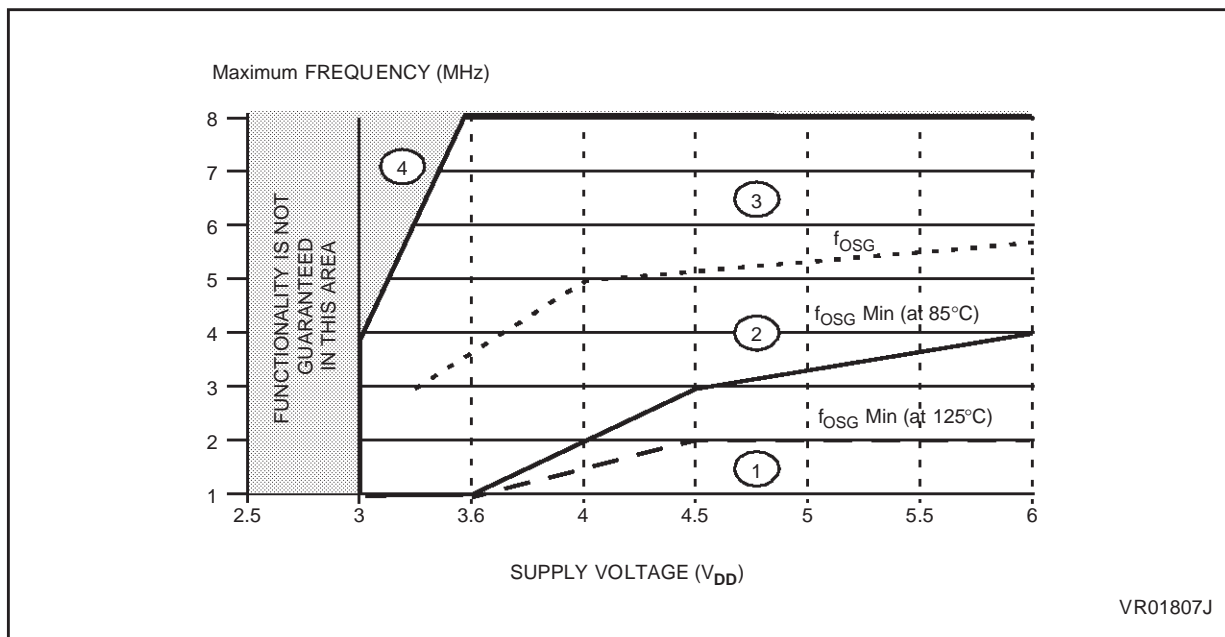 Maximum FREQUENCY (MHz)
8
7
6
5
4
3
2
1
FUNCTIONALITY IS NOT
GUARANTEED
IN THIS AREA
4
3
fOSG
fOSG Min (at 85°C)
2
fOSG Min (at 125°C)
1
2.5 3 3.6 4 4.5 5 5.5 6
SUPPLY VOLTAGE (VDD)
VR01807J